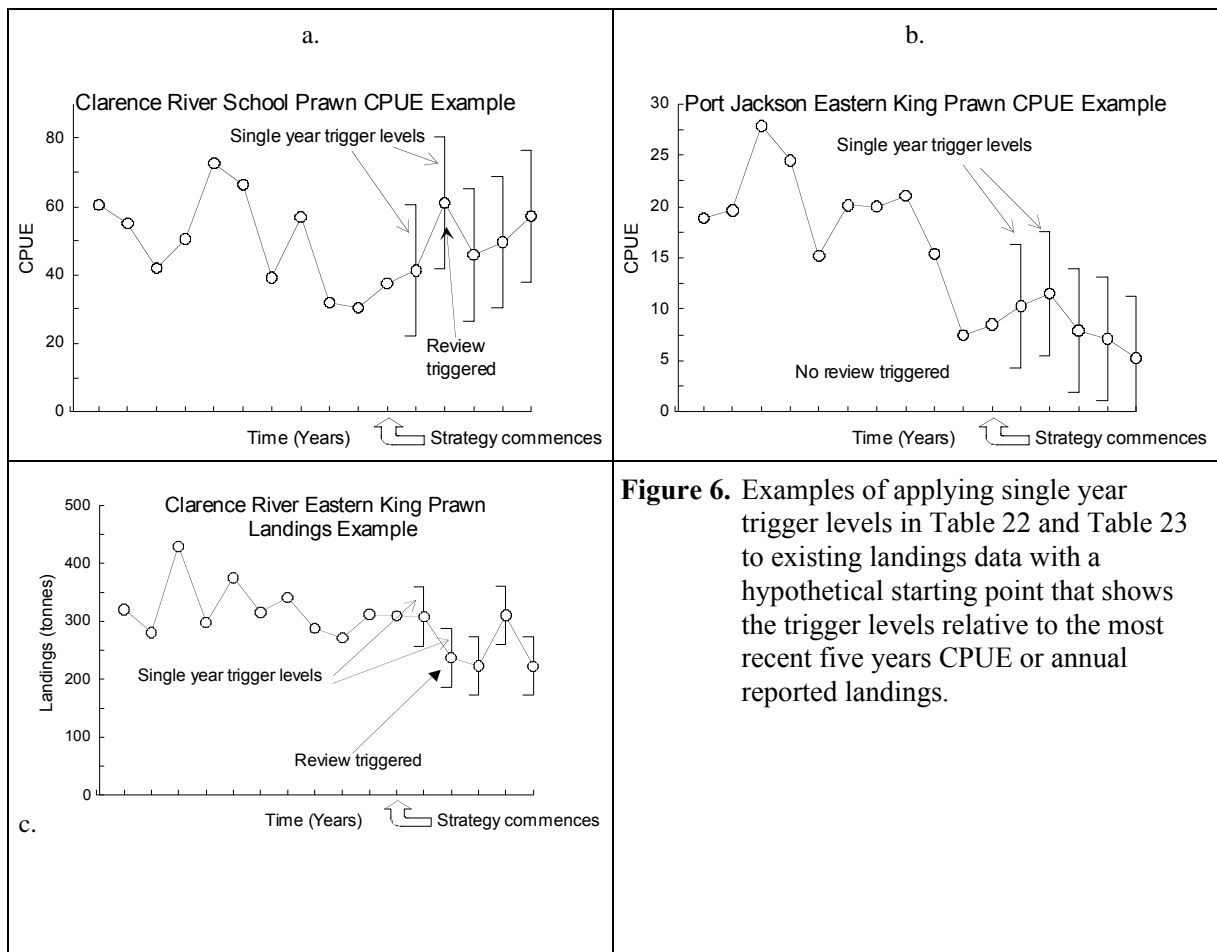 a.
Clarence River School Prawn CPUE Example
80
60
40
20
0
CPUE
Single year trigger levels
Review
triggered
Time (Years)
Strategy commences
b.
Port Jackson Eastern King Prawn CPUE Example
30
25
20
15
10
5
0
CPUE
Single year trigger levels
No review triggered
Time (Years)
Strategy commences
Clarence River Eastern King Prawn
Landings Example
500
400
300
200
100
0
Landings (tonnes)
Single year trigger levels
Review triggered
Time (Years)
Strategy commences
c.
Figure 6. Examples of applying single year
trigger levels in Table 22 and Table 23
to existing landings data with a
hypothetical starting point that shows
the trigger levels relative to the most
recent five years CPUE or annual
reported landings.